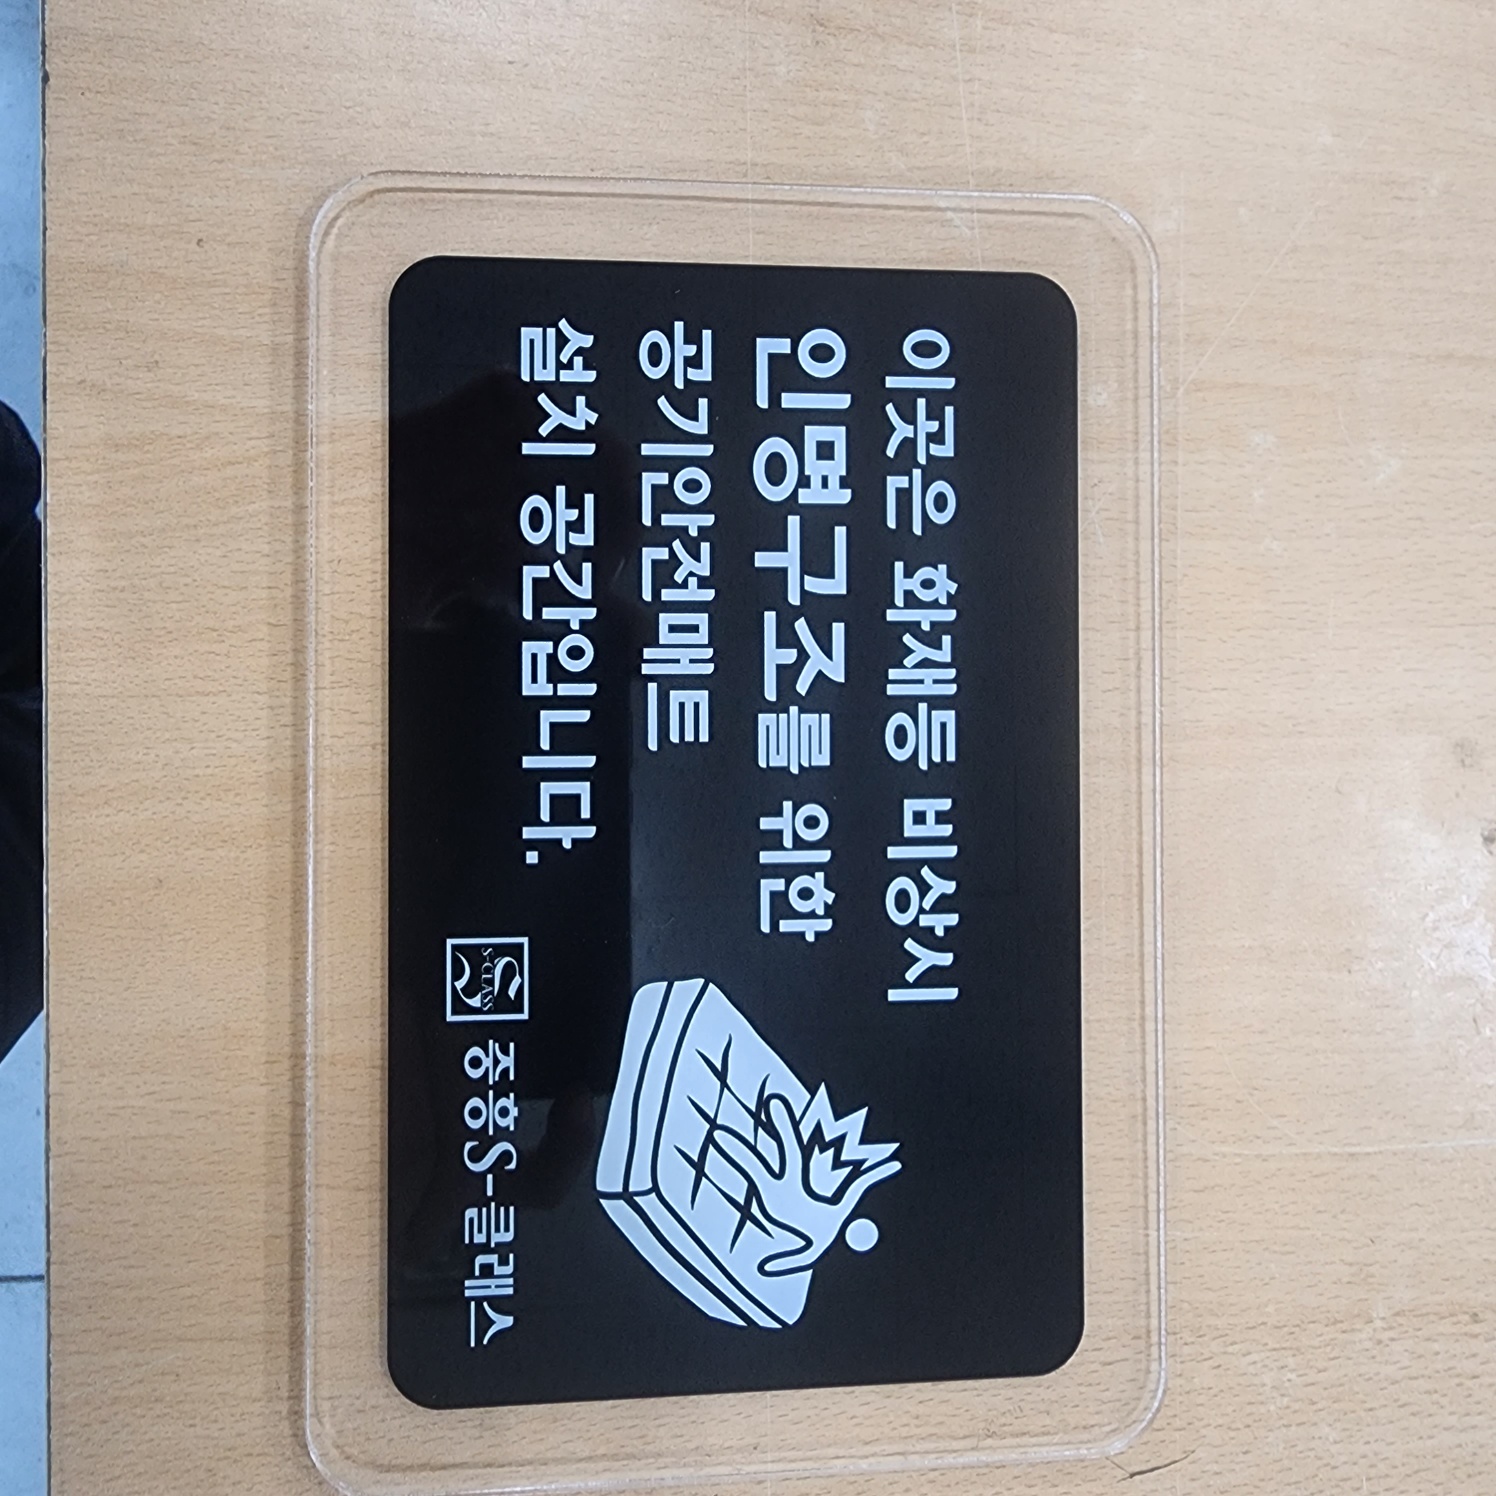 이곳은 화재등 비상시
인명구조를 위한
공기안전매트
설치 공간입니다.
S-CLASS
중흥S-클래스